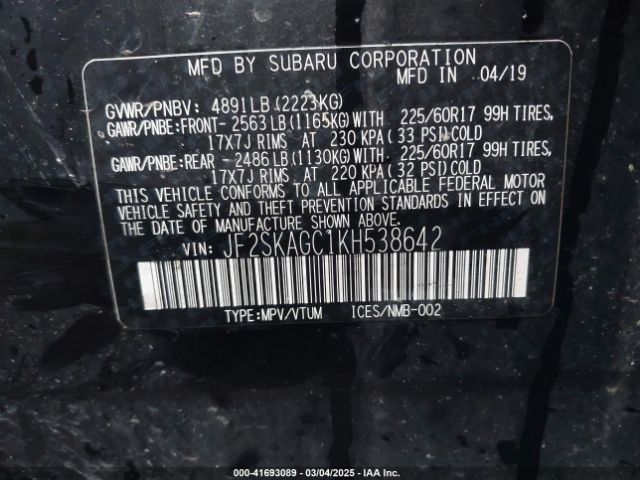 MFD BY SUBARU CORPORATION
MFD IN 04/19
GVWR/PNBV: 4891LB(2223KG)
GAWR/PNBE:FRONT-2563LB(1165KG)WITH 225/60R17 99H TIRES,
17X7J RIMS AT 230 KPA(33 PSI)COLD
GAWR/PNBE:REAR -2486LB(1130KG)WITH 225/60R17 99H TIRES,
17X7J RIMS AT 220 KPA(32 PSI)COLD
THIS VEHICLE CONFORMS TO ALL APPLICABLE FEDERAL MOTOR
VEHICLE SAFETY AND THEFT PREVENTION STANDARDS IN EFFECT ON
THE DATE OF MANUFACTURE SHOWN ABOVE.
VIN: JF2SKAGC1KH538642
TYPE:MPV/VTUM ICES/NMB-002
000-41693089 - 03/04/2025 - IAA Inc.